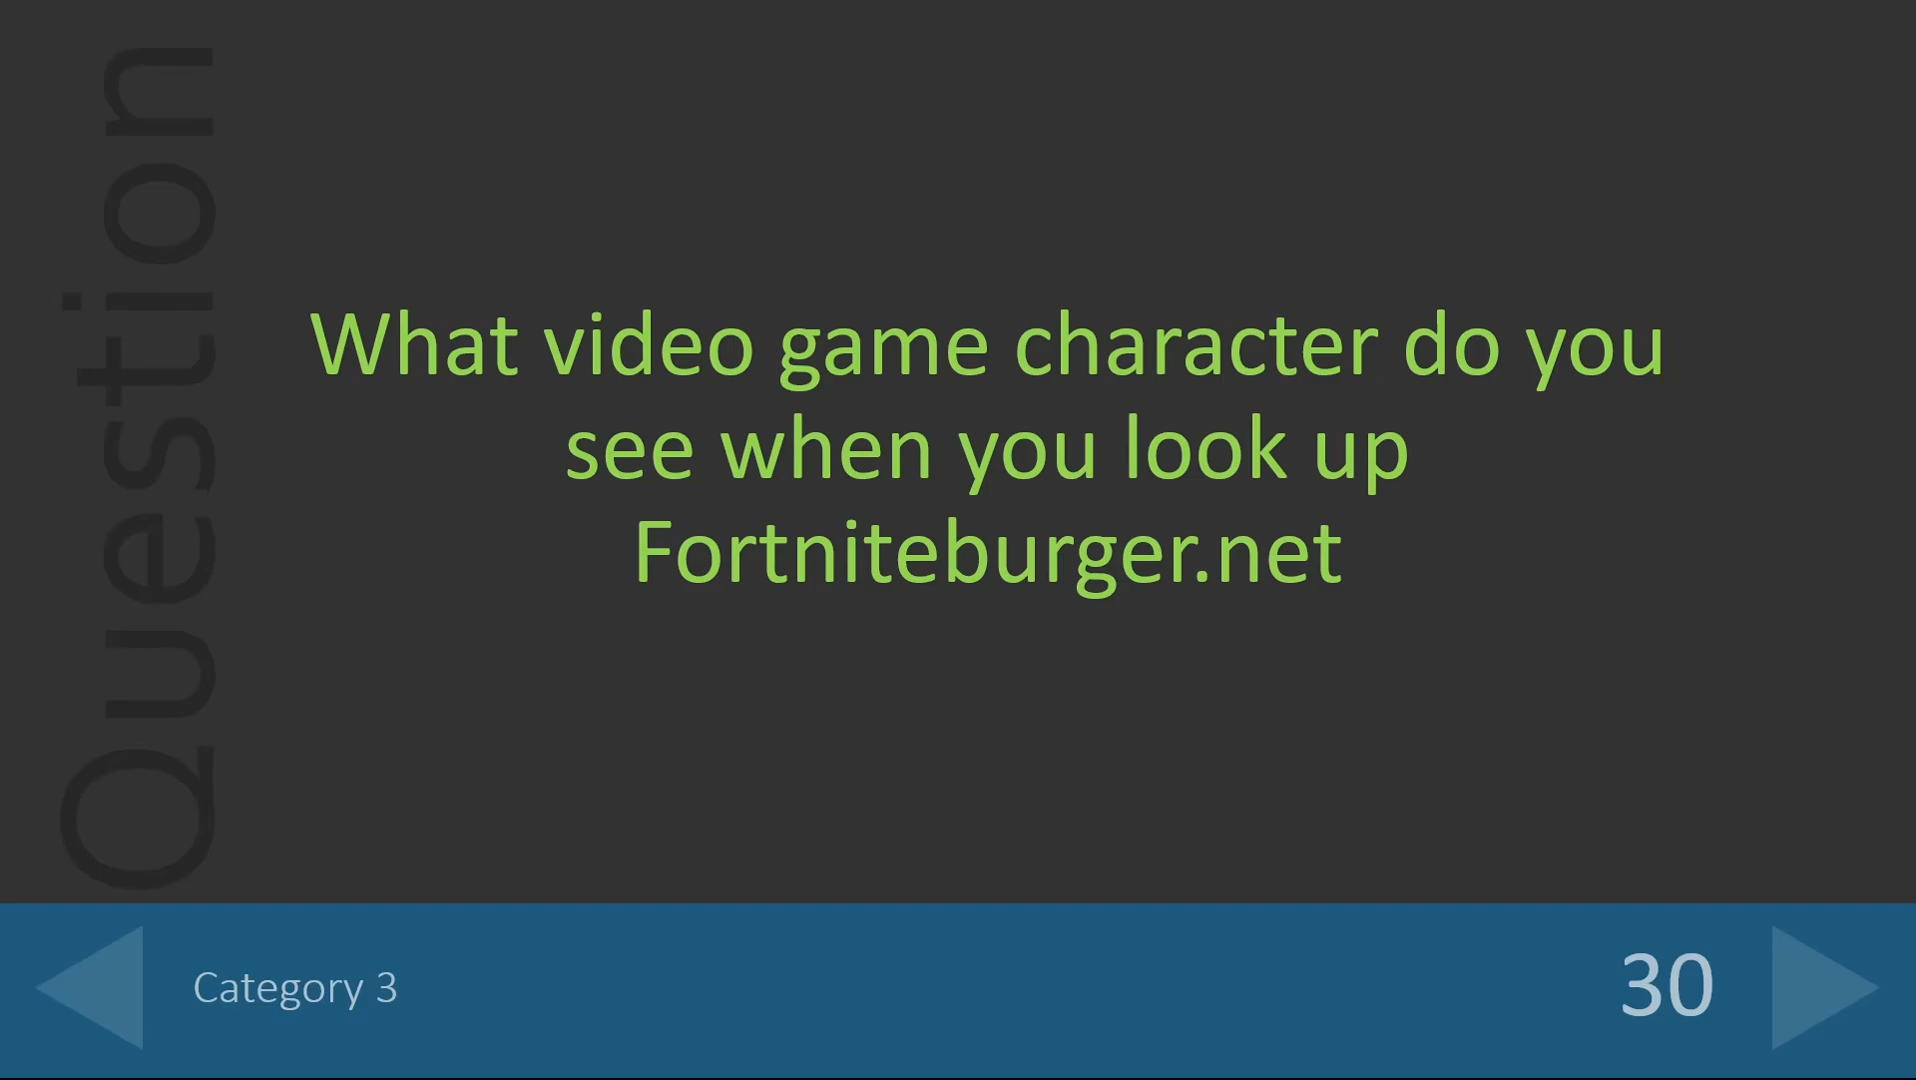 Question
What video game character do you
see when you look up
Fortniteburger.net
Category 3
30